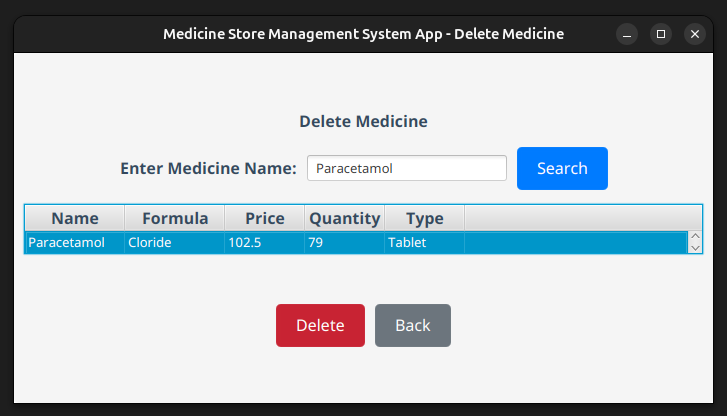 Medicine Store Management System App - Delete Medicine
Delete Medicine
Enter Medicine Name: Paracetamol Search
Name Formula Price Quantity Type
Paracetamol Cloride 102.5 79 Tablet
Delete Back